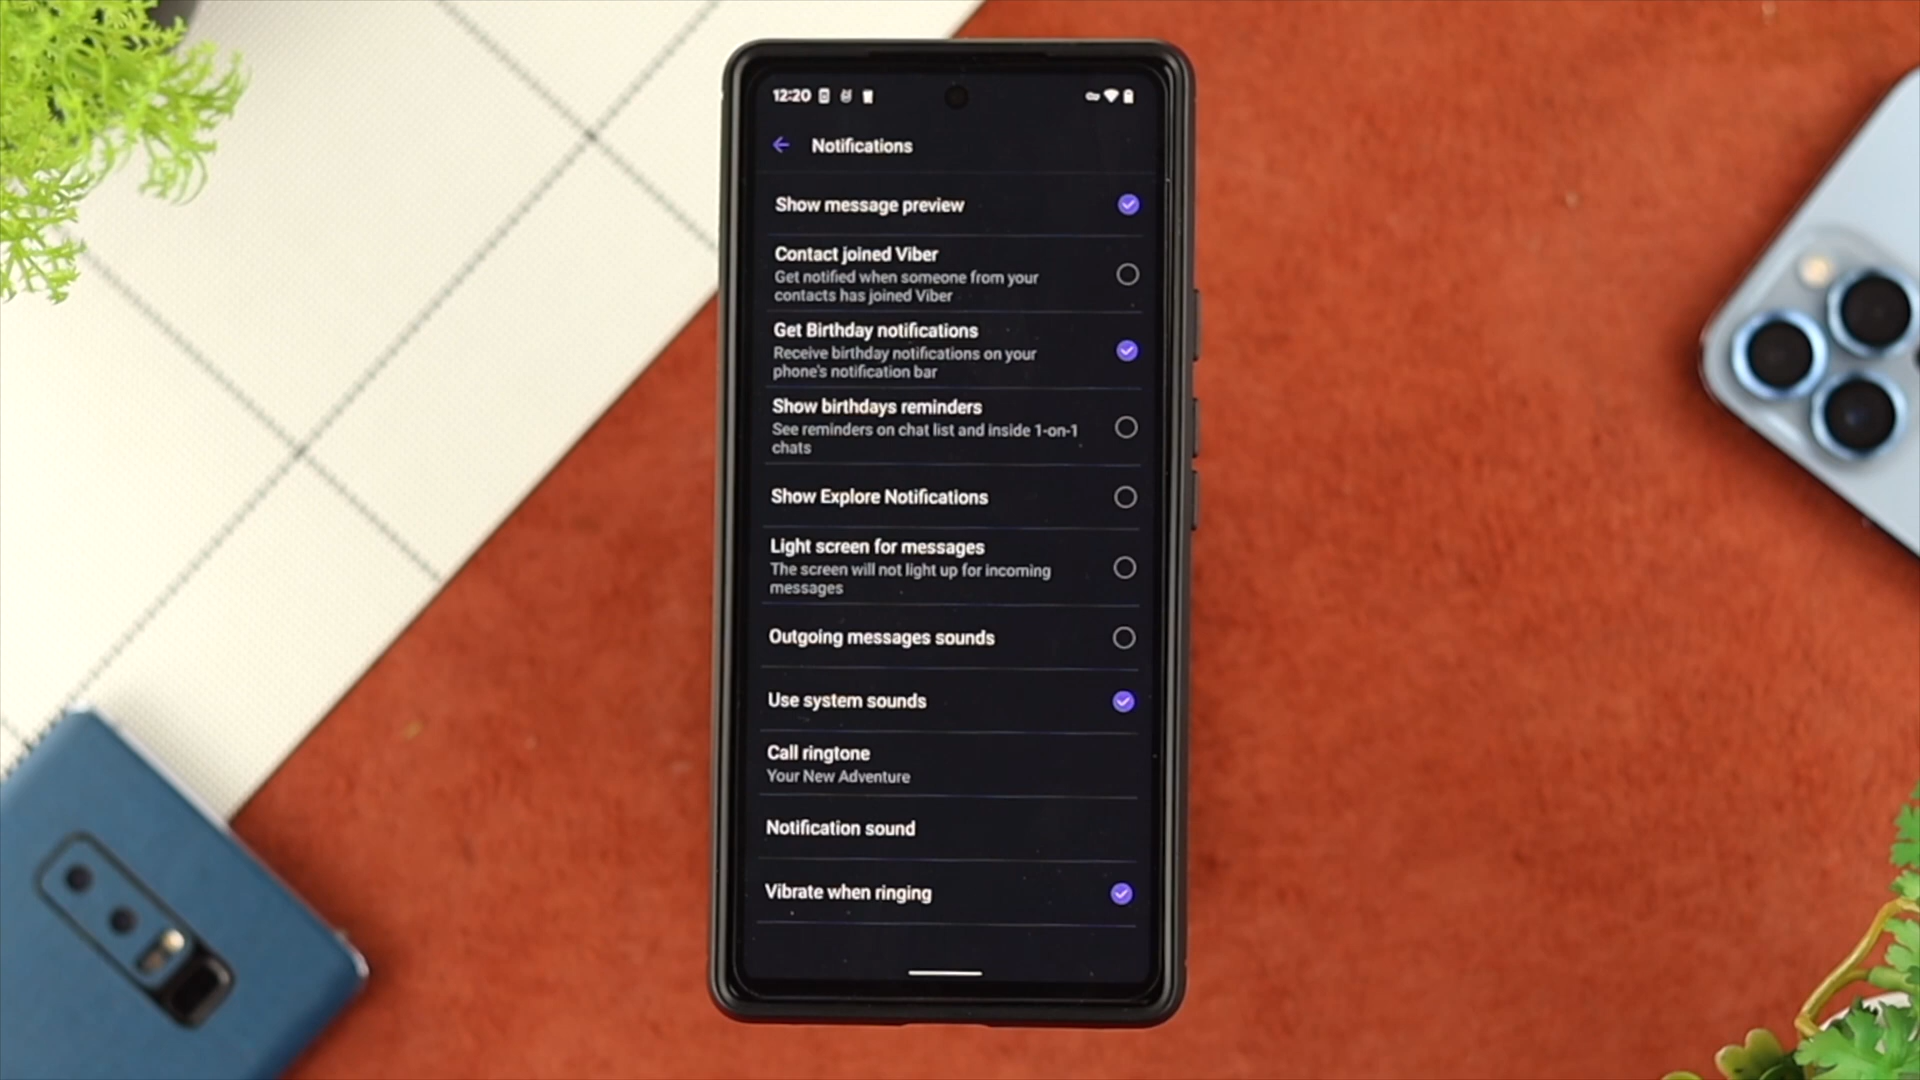 12:20
Notifications
Show message preview
Contact joined Viber
Get notified when someone from your
contacts has joined Viber
Get Birthday notifications
Receive birthday notifications on your
phone's notification bar
Show birthdays reminders
See reminders on chat list and inside 1-on-1
chats
Show Explore Notifications
Light screen for messages
The screen will not light up for incoming
messages
Outgoing messages sounds
Use system sounds
Call ringtone
Your New Adventure
Notification sound
Vibrate when ringing